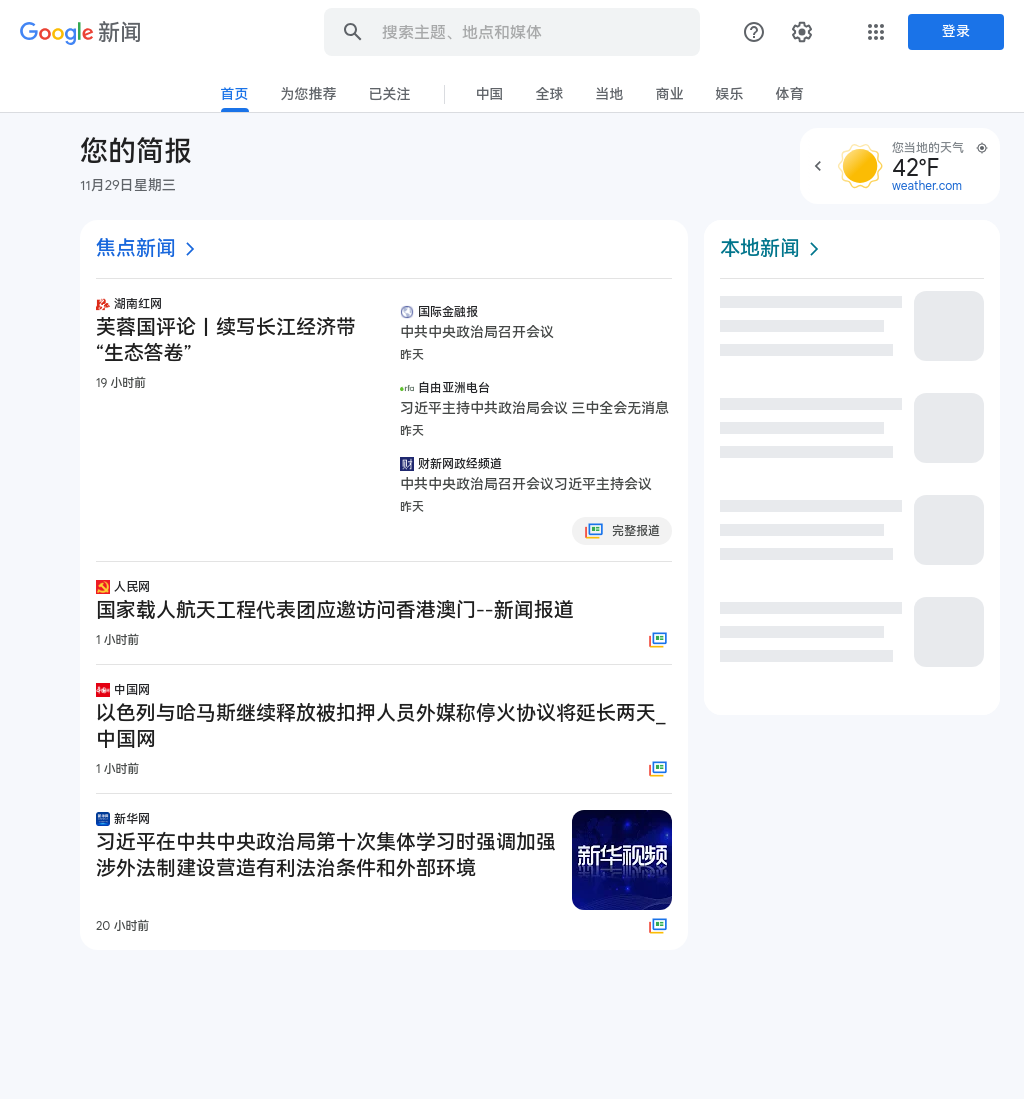 Google 新闻
搜索主题、地点和媒体
登录
首页
为您推荐
已关注
中国
全球
当地
商业
娱乐
体育
您的简报
11月29日星期三
您当地的天气
42°F
weather.com
焦点新闻
湖南红网
芙蓉国评论丨续写长江经济带
“生态答卷”
19 小时前
国际金融报
中共中央政治局召开会议
昨天
rfa
自由亚洲电台
习近平主持中共政治局会议 三中全会无消息
昨天
财
财新网政经频道
中共中央政治局召开会议习近平主持会议
昨天
完整报道
人民网
国家载人航天工程代表团应邀访问香港澳门--新闻报道
1 小时前
中国网
以色列与哈马斯继续释放被扣押人员外媒称停火协议将延长两天_
中国网
1 小时前
新华网
习近平在中共中央政治局第十次集体学习时强调加强
涉外法制建设营造有利法治条件和外部环境
新华视频
20 小时前
本地新闻